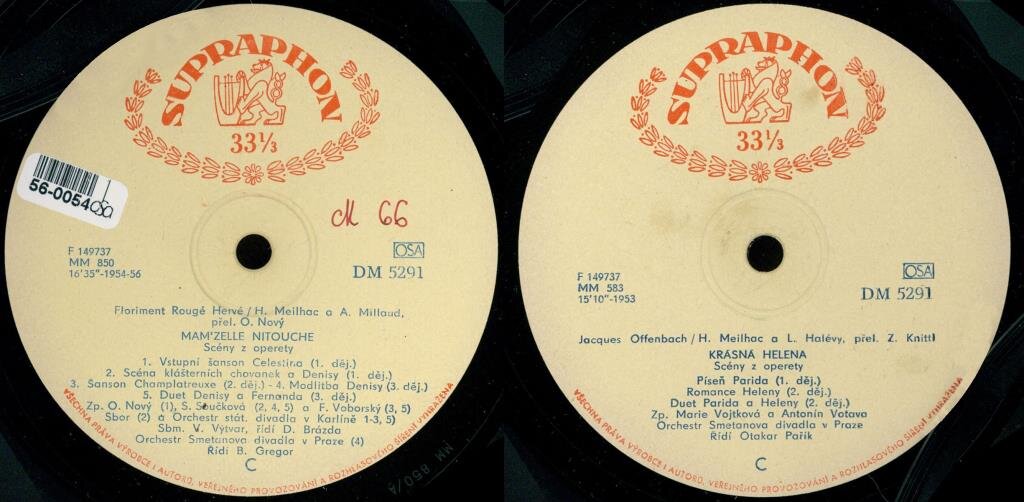 SUPRAPHON
33⅓
56-0054
M 66
F 149737
MM 850
16'35"-1954-56
OSA
DM 5291
Floriment Rougé Hervé / H. Meilhac a A. Millaud,
přel. O. Nový
MAM'ZELLE NITOUCHE
Scény z operety
1. Vstupní šanson Celestina (1. děj.)
2. Scéna klášterních chovanek a Denisy (1. děj.)
3. Šanson Champlatreuxe (2. děj.) - 4. Modlitba Denisy (3. děj.)
5. Duet Denisy a Fernanda (3. děj.)
Zp. O. Nový (1), S. Součková (2, 4, 5) a F. Voborský (3, 5)
Sbor (2) a Orchestr stát. divadla v Karlíně 1-3, 5)
Sbm. V. Výtvar, řídí D. Brázda
Orchestr Smetanova divadla v Praze (4)
Řídí B. Gregor
C
VŠECHNA PRÁVA VÝROBCE I AUTORŮ, VEŘEJNÉHO PROVOZOVÁNÍ A ROZHLASOVÉHO ŠÍŘENÍ VYHRAZENA
MM 850/A
SUPRAPHON
33⅓
F 149737
MM 583
15'10"-1953
OSA
DM 5291
Jacques Offenbach / H. Meilhac a L. Halévy, přel. Z. Knittl
KRÁSNÁ HELENA
Scény z operety
Píseň Parida (1. děj.)
Romance Heleny (2. děj.)
Duet Parida a Heleny (2. děj.)
Zp. Marie Vojtková a Antonín Votava
Orchestr Smetanova divadla v Praze
Řídí Otakar Pařík
C
VŠECHNA PRÁVA VÝROBCE I AUTORŮ, VEŘEJNÉHO PROVOZOVÁNÍ A ROZHLASOVÉHO ŠÍŘENÍ VYHRAZENA